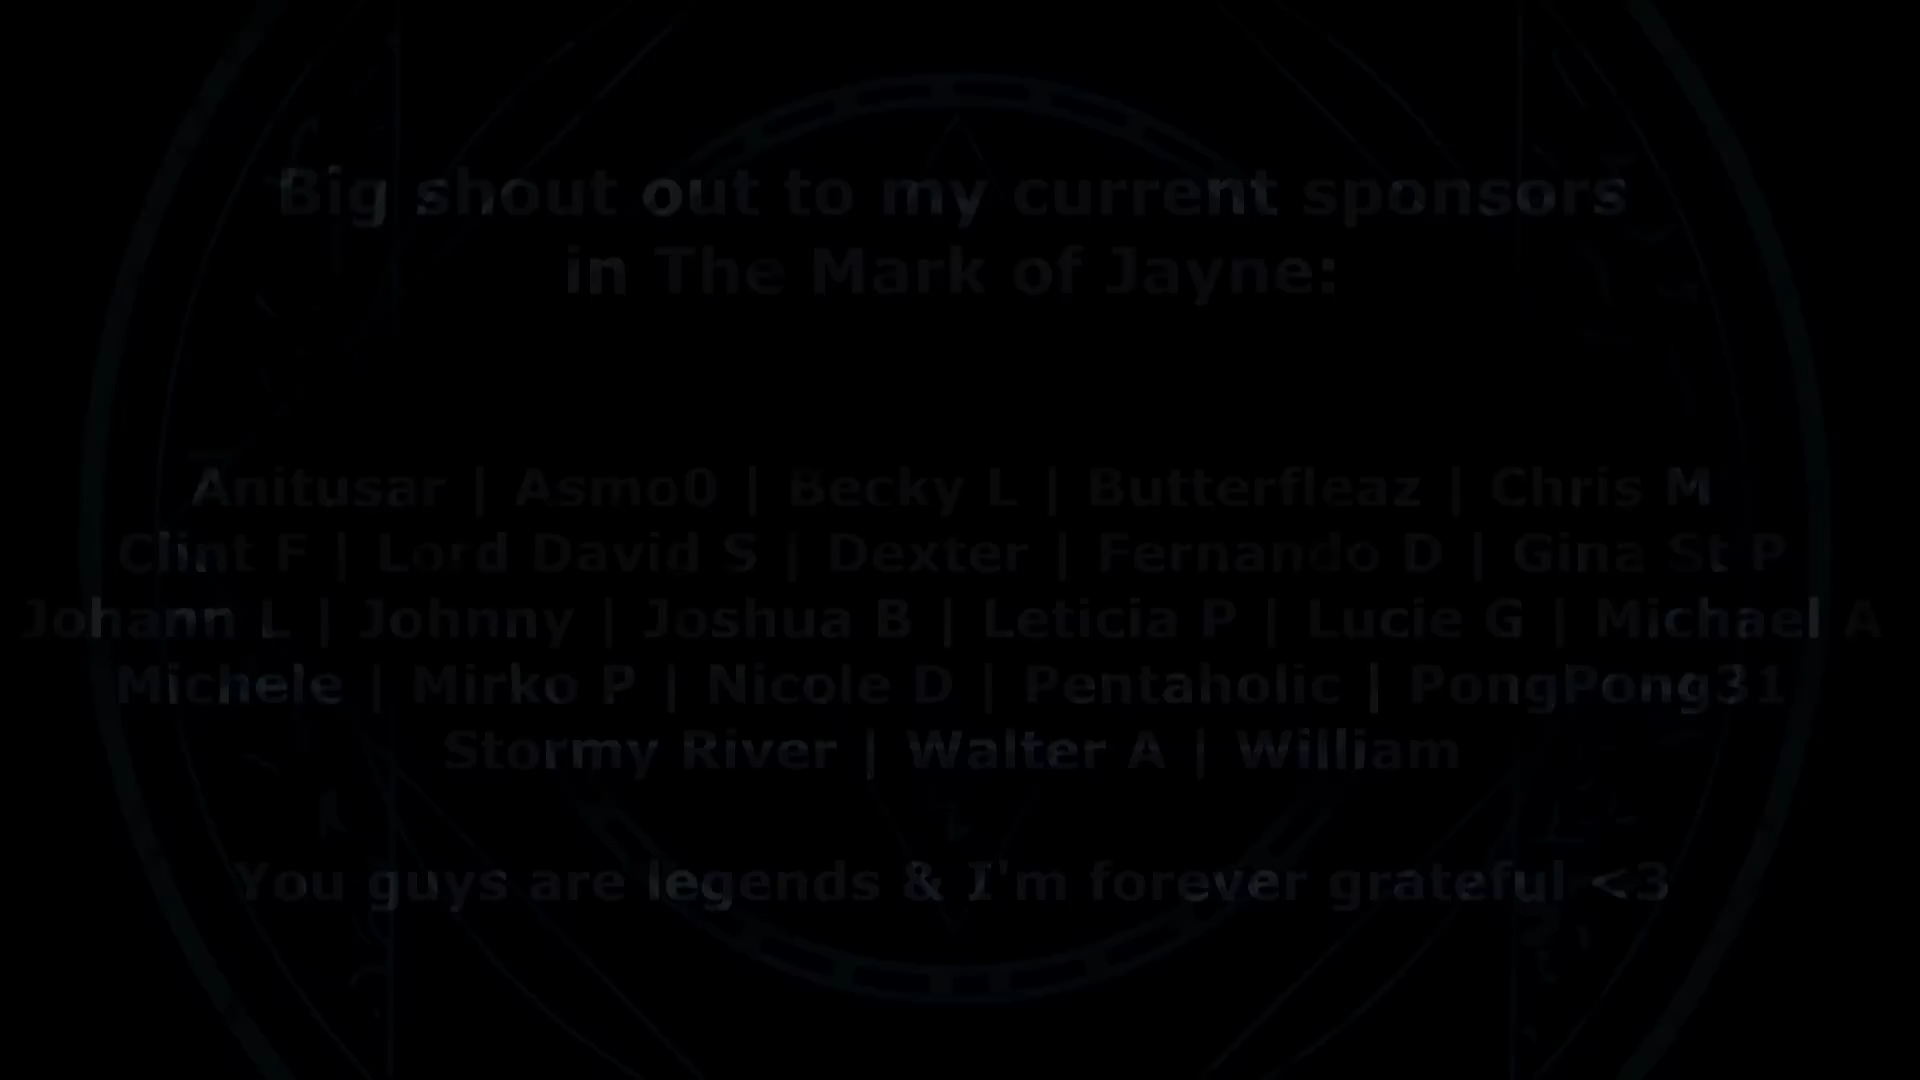 Big shout out to my current sponsors
in The Mark of Jayne:
Anitusar | Asmo0 | Becky L | Butterfleaz | Chris M
Clint F | Lord David S | Dexter | Fernando D | Gina St P
Johann L | Johnny | Joshua B | Leticia P | Lucie G | Michael A
Michele | Mirko P | Nicole D | Pentaholic | PongPong31
Stormy River | Walter A | William
You guys are legends & I'm forever grateful <3